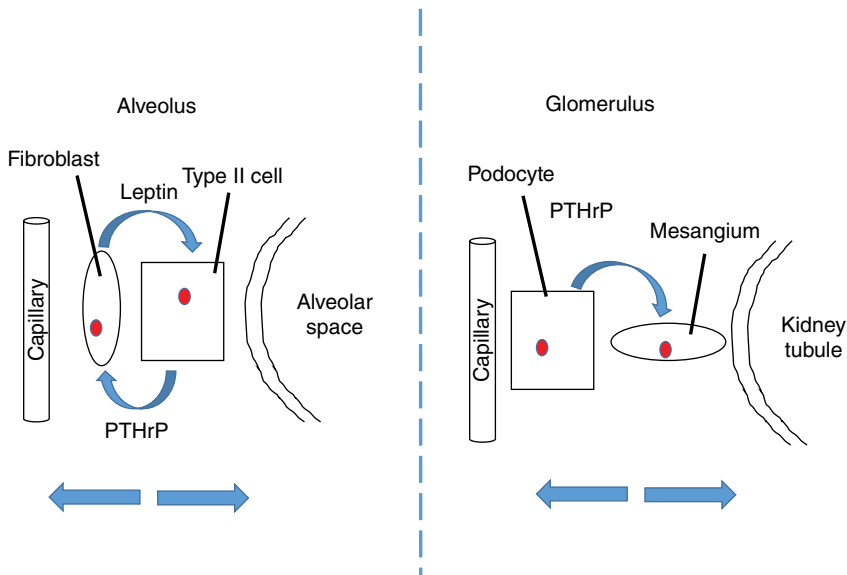 Alveolus
Fibroblast
Leptin
Type II cell
Capillary
Alveolar
space
PTHrP
Glomerulus
Podocyte
PTHrP
Mesangium
Capillary
Kidney
tubule